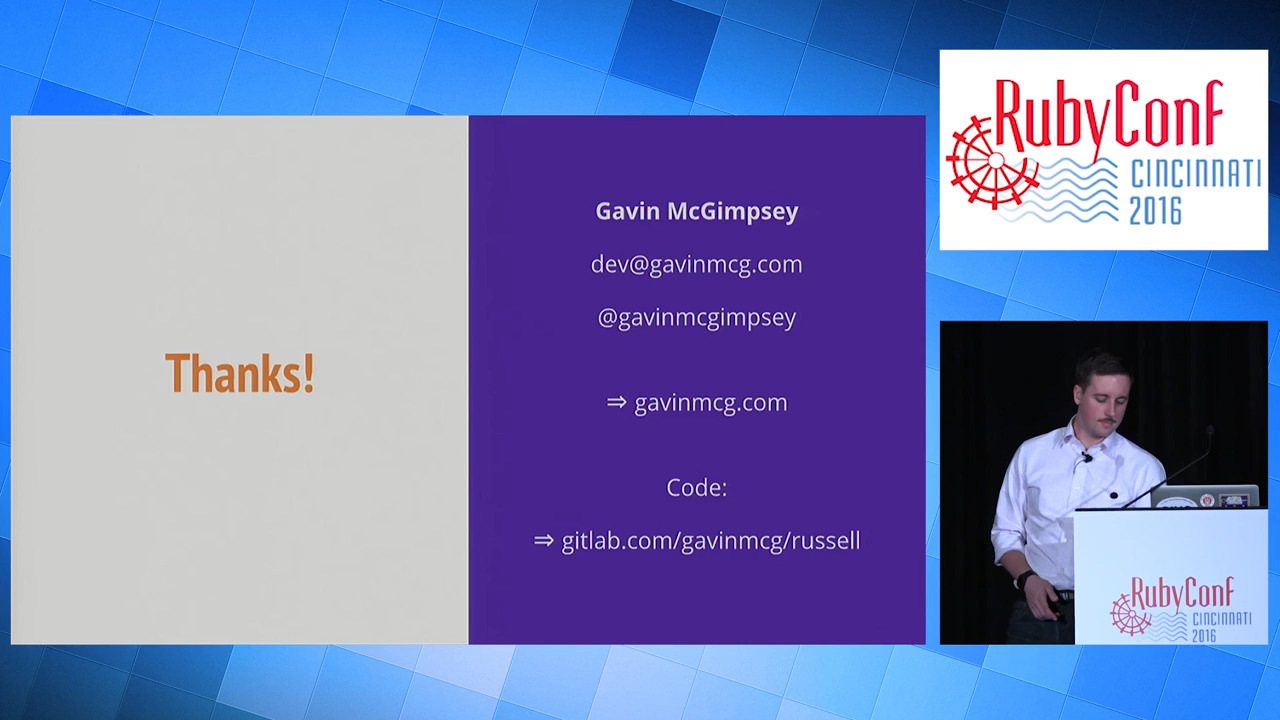 Thanks!
Gavin McGimpsey
dev@gavinmcg.com
@gavinmcgimpsey
⇒ gavinmcg.com
Code:
⇒ gitlab.com/gavinmcg/russell
RubyConf
CINCINNATI
2016
RubyConf
CINCINNATI
2016